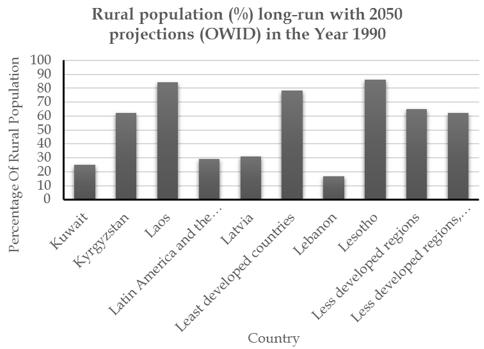 Rural population (%) long-run with 2050
projections (OWID) in the Year 1990
Percentage Of Rural Population
100
90
80
70
60
50
40
30
20
10
0
Kuwait
Kyrgyzstan
Laos
Latin America and the…
Latvia
Least developed countries
Lebanon
Lesotho
Less developed regions
Less developed regions,…
Country